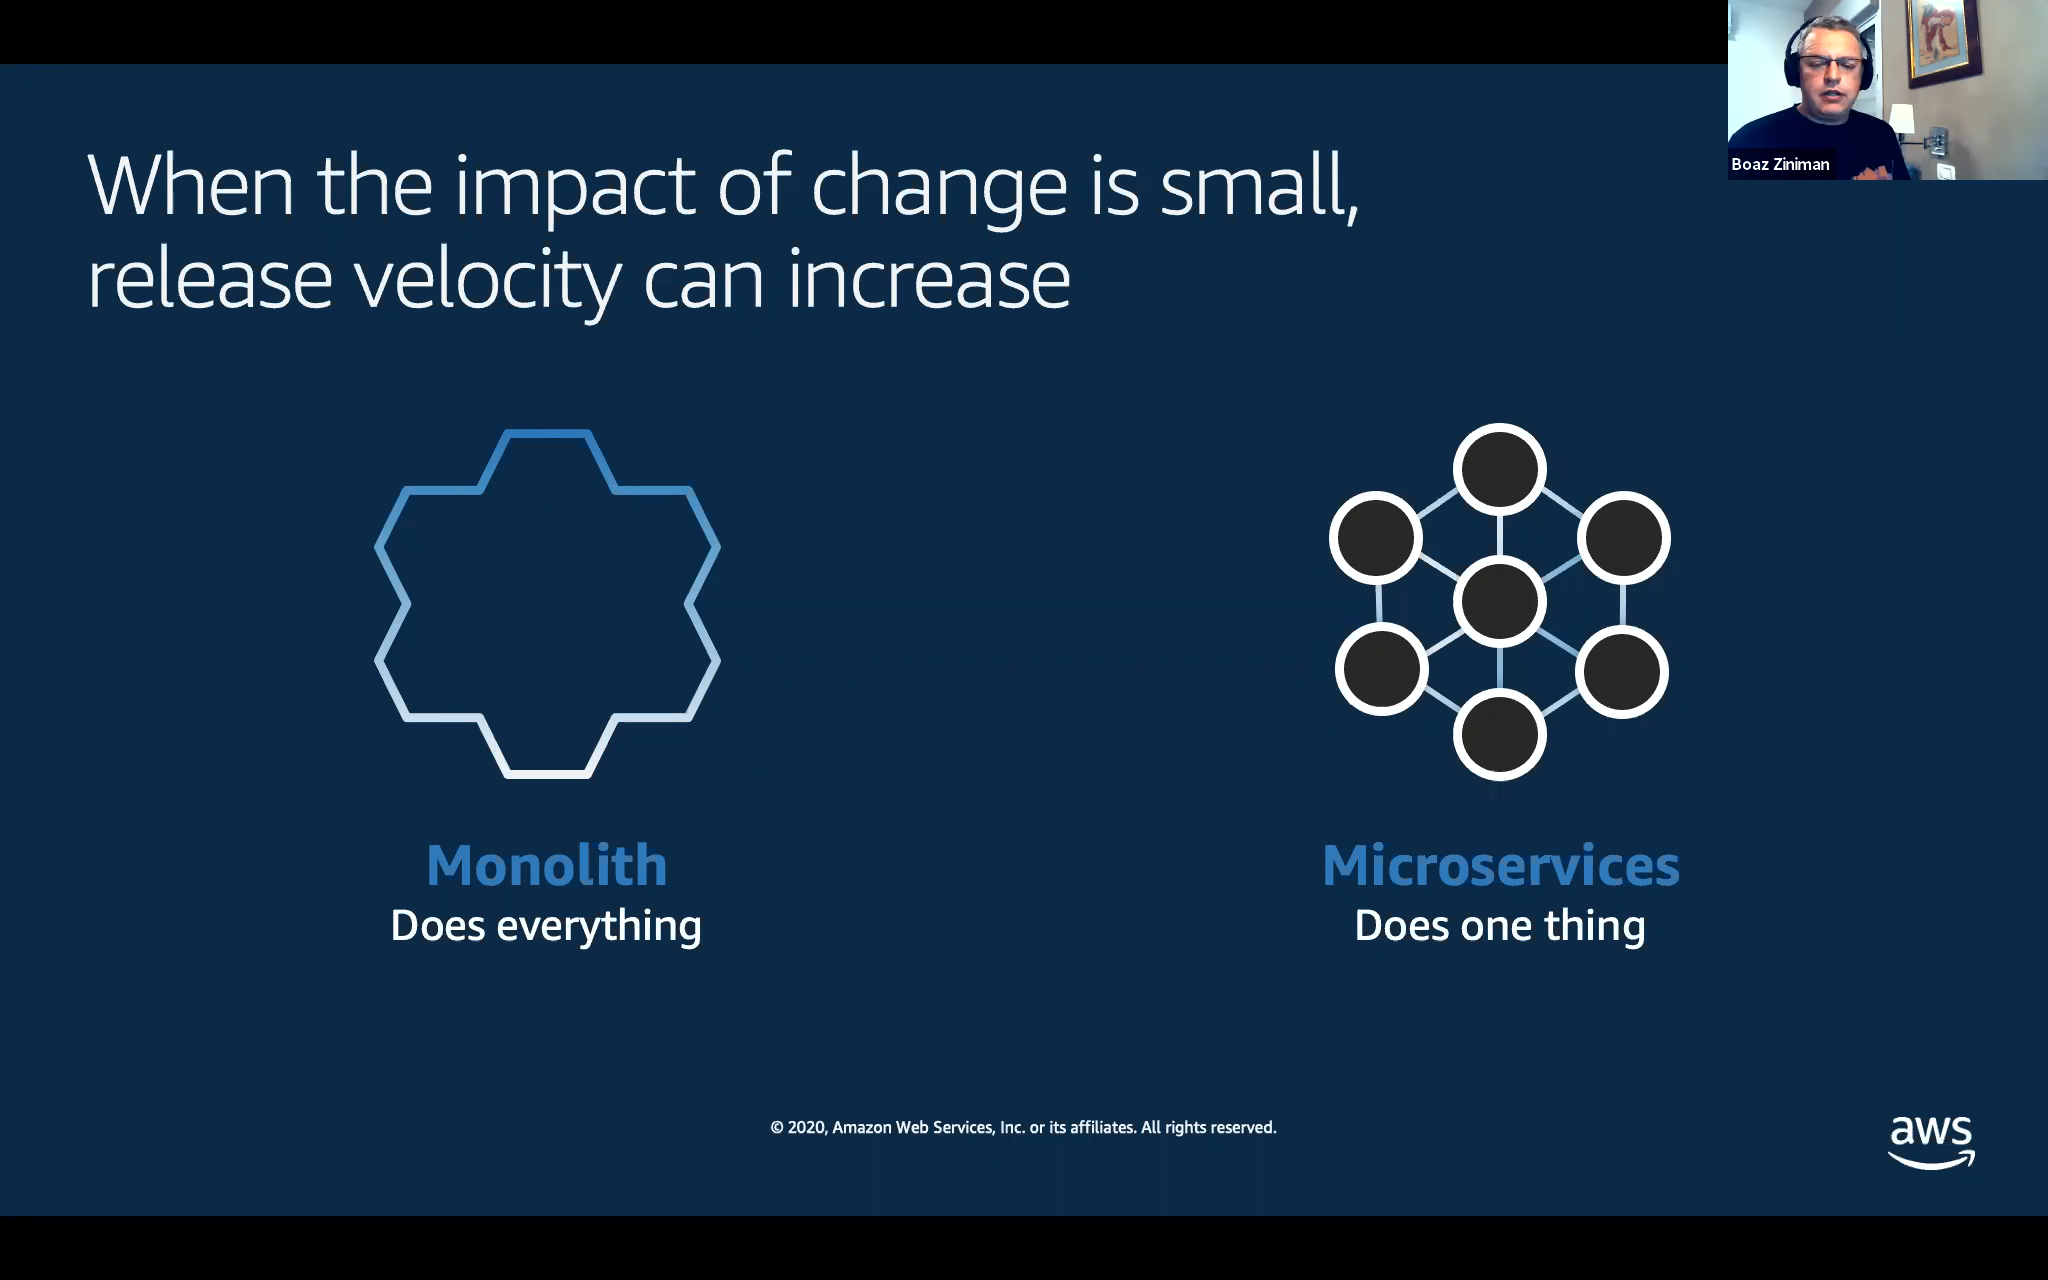 When the impact of change is small,
release velocity can increase
Boaz Ziniman
Monolith
Does everything
Microservices
Does one thing
© 2020, Amazon Web Services, Inc. or its affiliates. All rights reserved.
aws